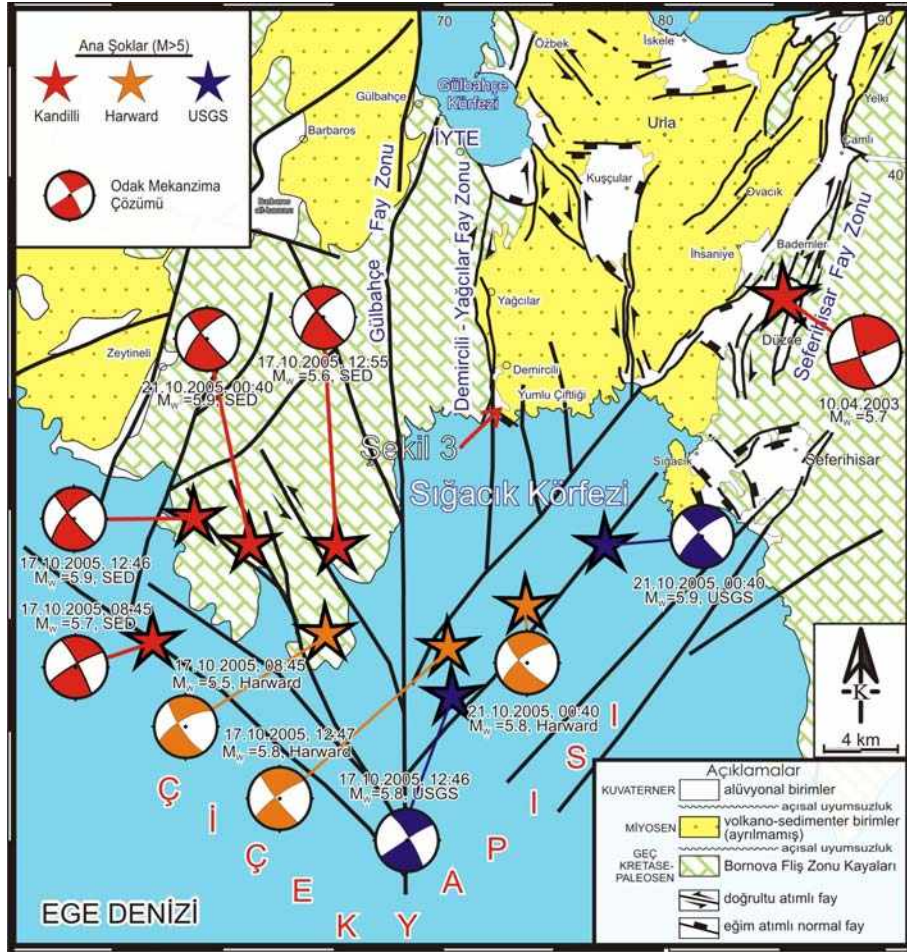 70
80
90
40
Ana Şoklar (M>5)
Kandilli
Harward
USGS
Odak Mekanzima
Çözümü
Özbek
İskele
Gülbahçe
Gülbahçe
Körfezi
Barbaros
İYTE
Urla
Yelki
Çamlı
Kuşçular
Ovacık
İhsaniye
Bademler
Gülbahçe Fay Zonu
Demircili - Yağcılar Fay Zonu
Seferihisar Fay Zonu
Yağcılar
Düzce
Zeytineli
Demircili
Yumlu Çiftliği
21.10.2005, 00:40
Mw=5.9, SED
17.10.2005, 12:55
Mw=5.6, SED
10.04.2003
Mw=5.7
Şekil 3
Sığacık
Seferihisar
Sığacık Körfezi
17.10.2005, 12:46
Mw=5.9, SED
21.10.2005, 00:40
Mw=5.9, USGS
17.10.2005, 08:45
Mw=5.7, SED
17.10.2005, 08:45
Mw=5.5, Harward
21.10.2005, 00:40
Mw=5.8, Harward
17.10.2005, 12:47
Mw=5.8, Harward
17.10.2005, 12:46
Mw=5.8, USGS
ÇİÇEK YAPISI
EGE DENİZİ
K
4 km
Açıklamalar
KUVATERNER
alüvyonal birimler
açısal uyumsuzluk
MİYOSEN
volkano-sedimenter birimler
(ayrılmamış)
açısal uyumsuzluk
GEÇ
KRETASE-
PALEOSEN
Bornova Fliş Zonu Kayaları
doğrultu atımlı fay
eğim atımlı normal fay